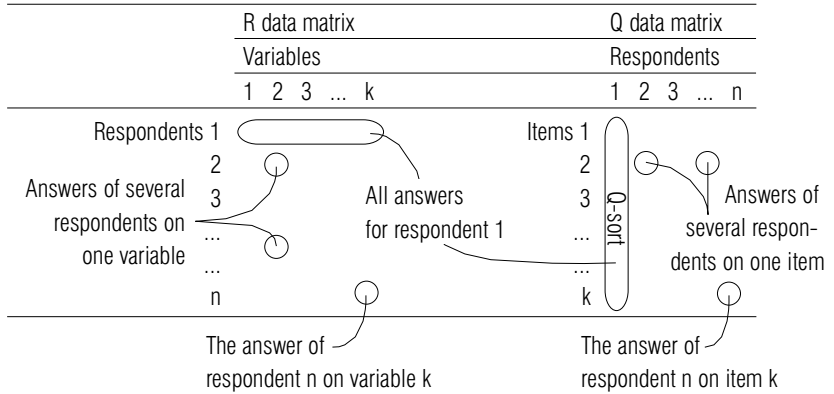 R data matrix
Q data matrix
Variables
Respondents
1 2 3 ... k
1 2 3 ... n
Respondents 1
2
3
...
...
n
Answers of several
respondents on
one variable
All answers
for respondent 1
Items 1
2
3
...
...
k
Q-sort
Answers of
several respon-
dents on one item
The answer of
respondent n on variable k
The answer of
respondent n on item k